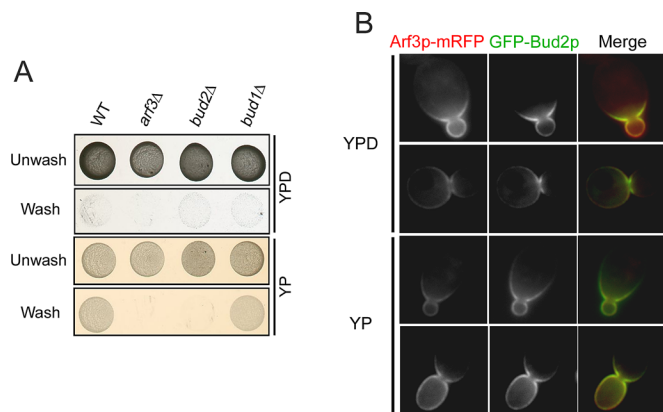 A
WT arf3Δ bud2Δ bud1Δ
Unwash
Wash
YPD
Unwash
Wash
YP
B
Arf3p-mRFP GFP-Bud2p Merge
YPD
YP